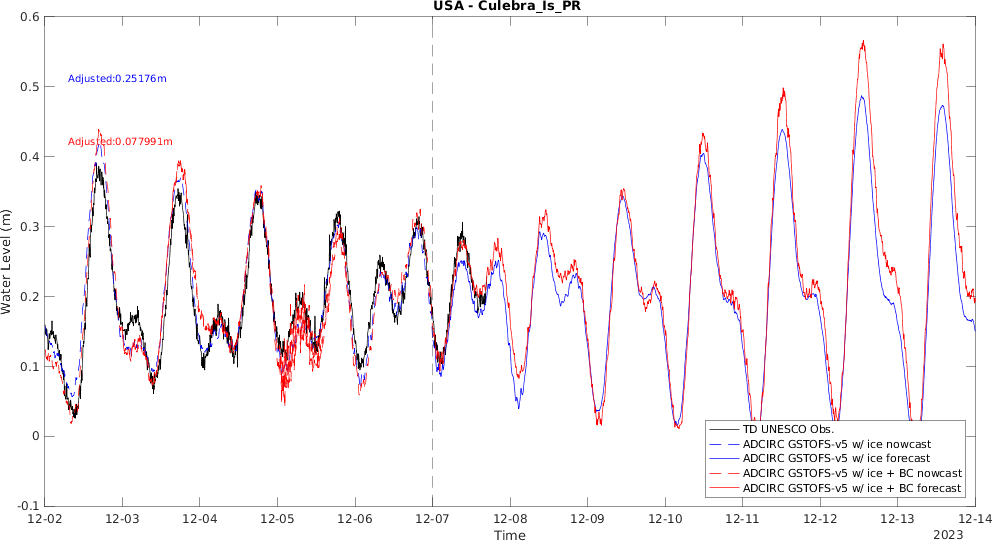 USA - Culebra_Is_PR
0.6
0.5
0.4
0.3
0.2
0.1
0
-0.1
Water Level (m)
Adjusted:0.25176m
Adjusted:0.077991m
TD UNESCO Obs.
ADCIRC GSTOFS-v5 w/ ice nowcast
ADCIRC GSTOFS-v5 w/ ice forecast
ADCIRC GSTOFS-v5 w/ ice + BC nowcast
ADCIRC GSTOFS-v5 w/ ice + BC forecast
12-02 12-03 12-04 12-05 12-06 12-07 12-08 12-09 12-10 12-11 12-12 12-13 12-14
Time
2023